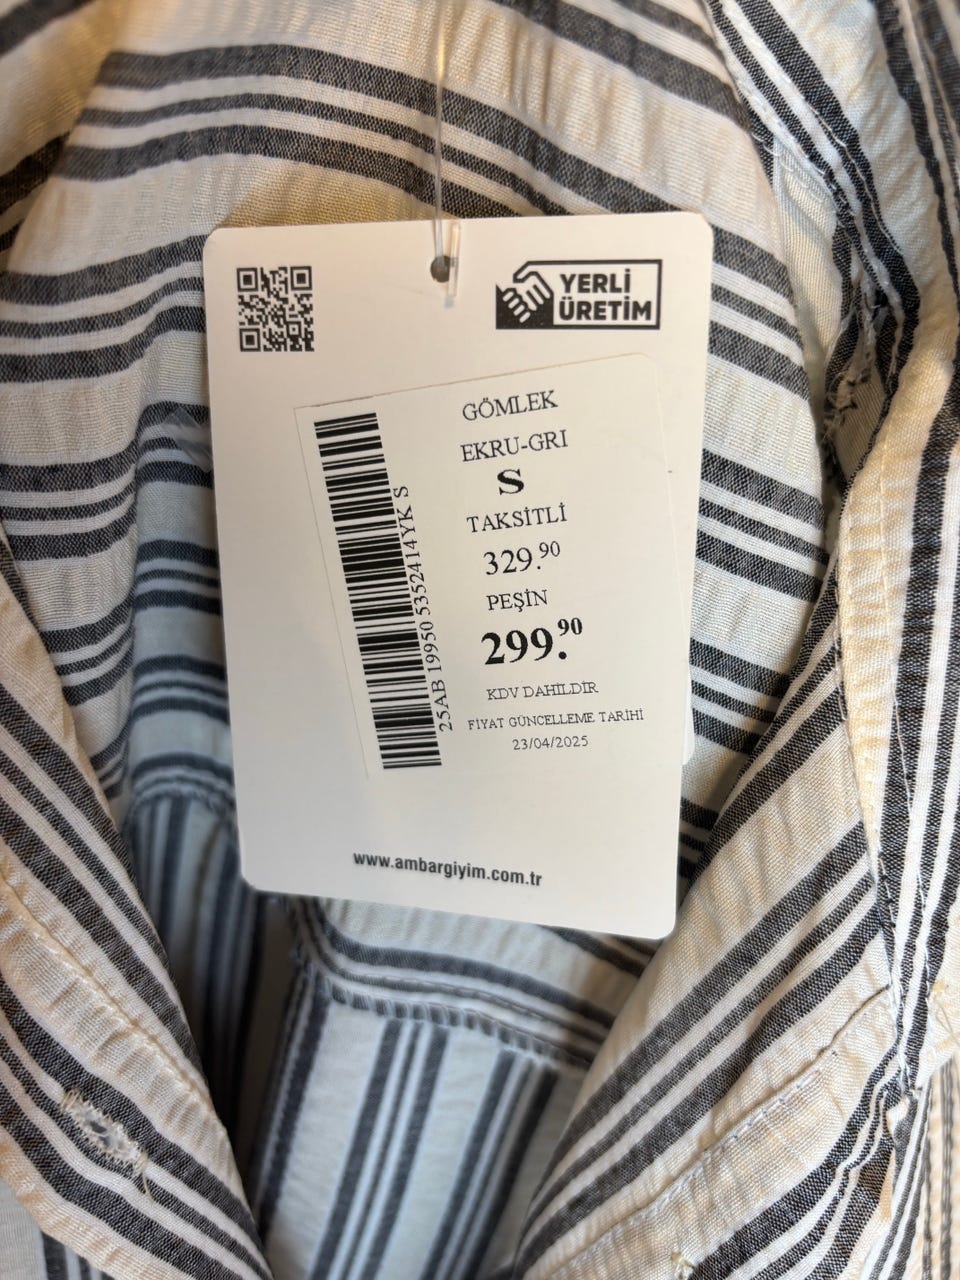 YERLİ
ÜRETİM
GÖMLEK
EKRU-GRI
S
TAKSİTLİ
329.90
PEŞİN
299.90
KDV DAHİLDİR
FİYAT GÜNCELLEME TARİHİ
23/04/2025
25AB 19950 5352414YK S
www.ambargiyim.com.tr